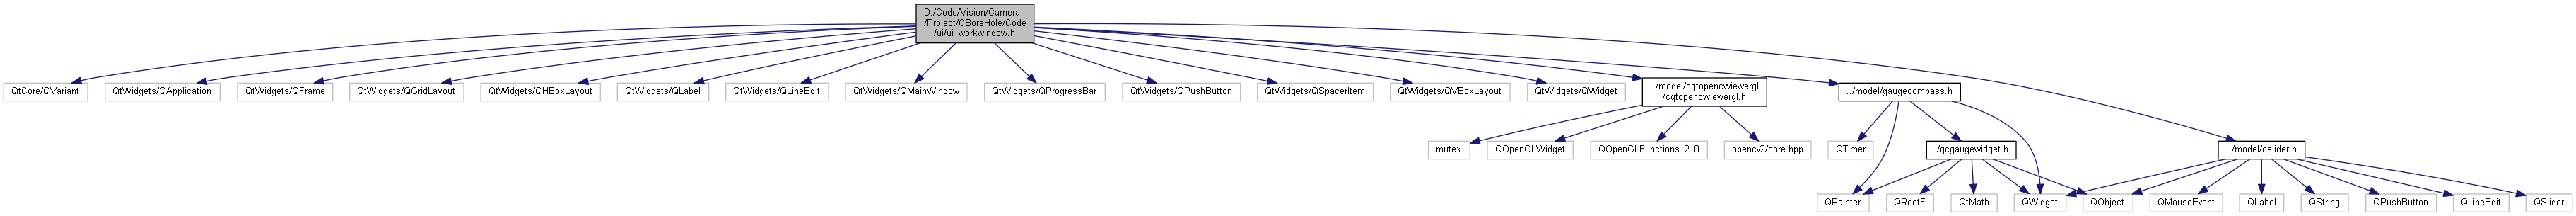 D:/Code/Vision/Camera
/Project/CBoreHole/Code
/ui/ui_workwindow.h
QtCore/QVariant
QtWidgets/QApplication
QtWidgets/QFrame
QtWidgets/QGridLayout
QtWidgets/QHBoxLayout
QtWidgets/QLabel
QtWidgets/QLineEdit
QtWidgets/QMainWindow
QtWidgets/QProgressBar
QtWidgets/QPushButton
QtWidgets/QSpacerItem
QtWidgets/QVBoxLayout
QtWidgets/QWidget
../model/cqtopencvviewergl
/cqtopencvviewergl.h
../model/gaugecompass.h
mutex
QOpenGLWidget
QOpenGLFunctions_2_0
opencv2/core.hpp
QTimer
./qcgaugewidget.h
../model/cslider.h
QPainter
QRectF
QtMath
QWidget
QObject
QMouseEvent
QLabel
QString
QPushButton
QLineEdit
QSlider